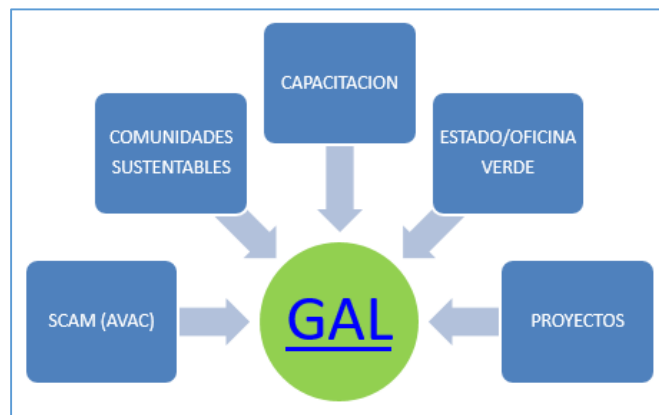 CAPACITACION
COMUNIDADES
SUSTENTABLES
ESTADO/OFICINA
VERDE
SCAM (AVAC)
GAL
PROYECTOS